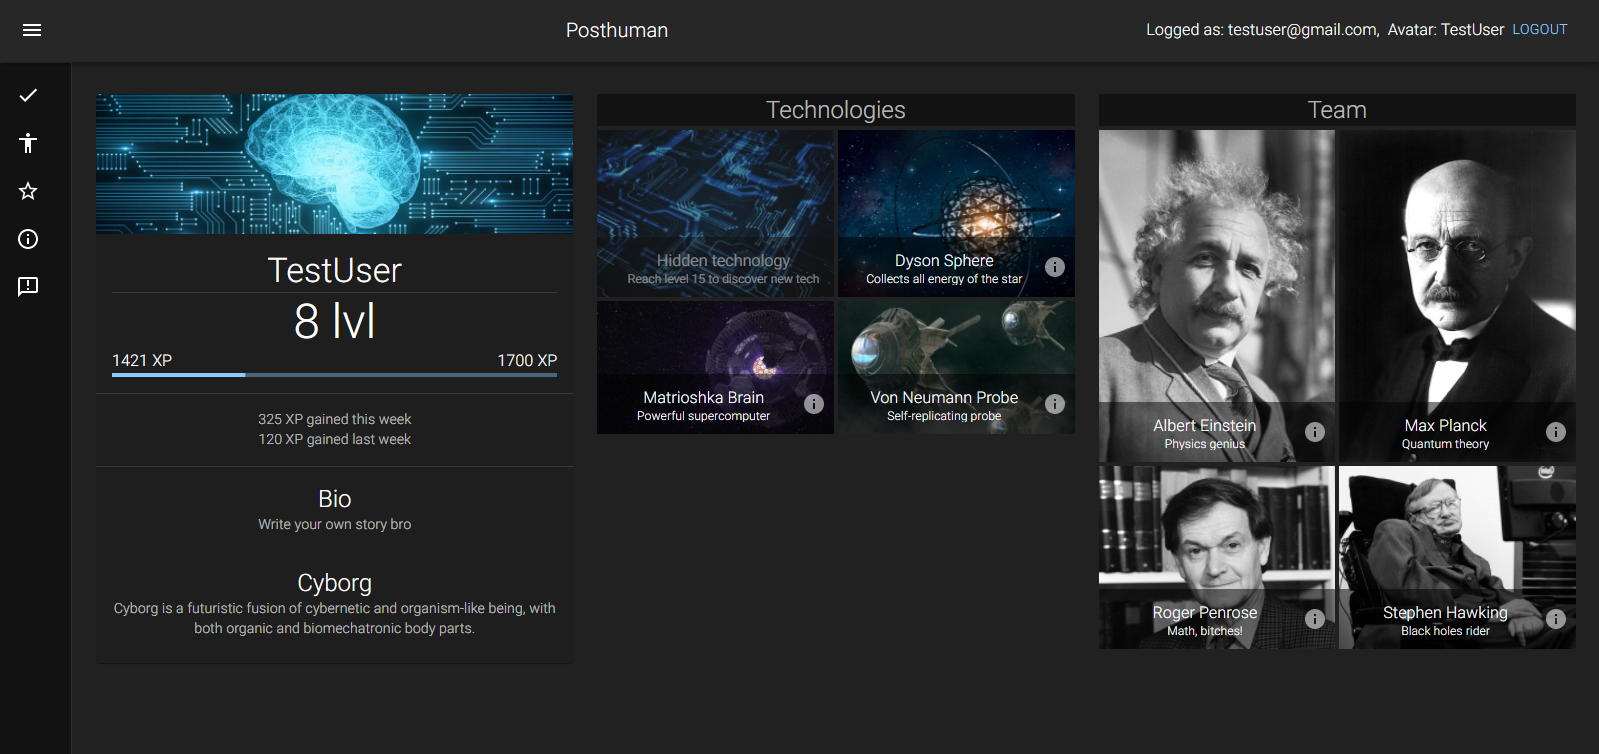 Posthuman
Logged as: testuser@gmail.com, Avatar: TestUser LOGOUT
TestUser
8 lvl
1421 XP 1700 XP
325 XP gained this week
120 XP gained last week
Bio
Write your own story bro
Cyborg
Cyborg is a futuristic fusion of cybernetic and organism-like being, with
both organic and biomechatronic body parts.
Technologies
Hidden technology
Reach level 15 to discover new tech
Dyson Sphere
Collects all energy of the star
Matrioshka Brain
Powerful supercomputer
Von Neumann Probe
Self-replicating probe
Team
Albert Einstein
Physics genius
Max Planck
Quantum theory
Roger Penrose
Math, bitches!
Stephen Hawking
Black holes rider